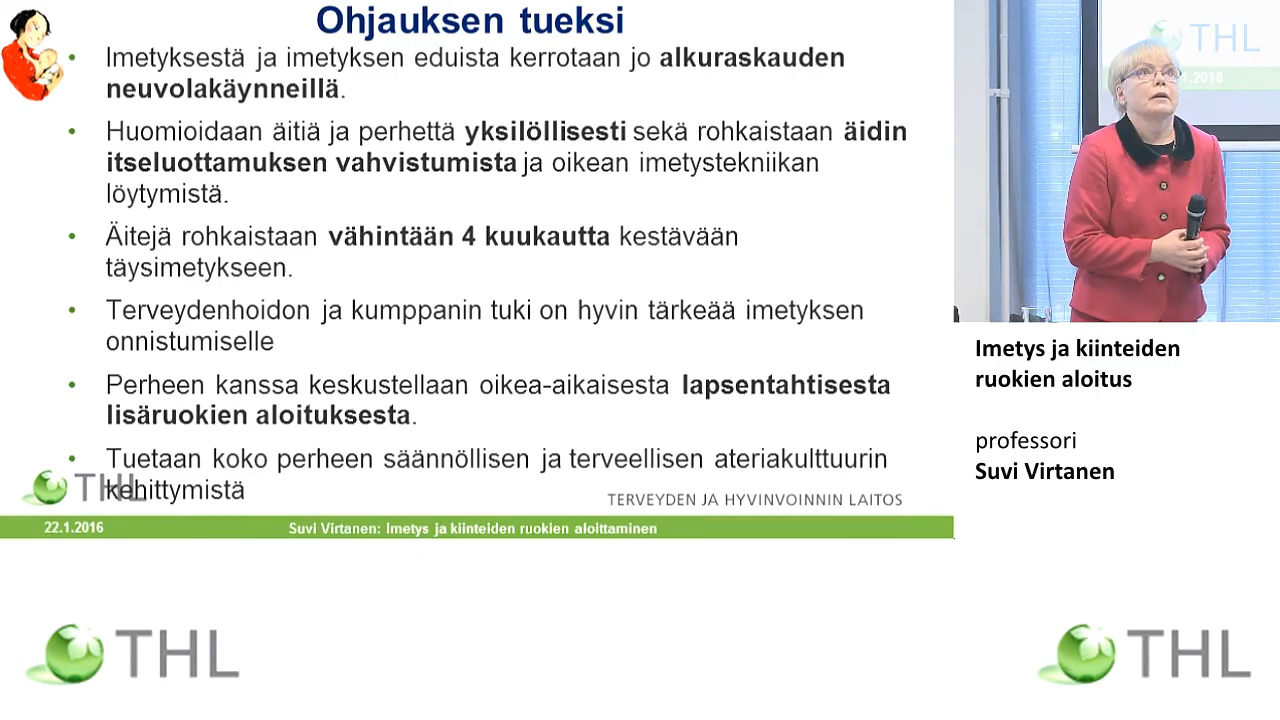 Ohjauksen tueksi
• Imetyksestä ja imetyksen eduista kerrotaan jo alkuraskauden
neuvolakäynneillä.
• Huomioidaan äitiä ja perhettä yksilöllisesti sekä rohkaistaan äidin
itseluottamuksen vahvistumista ja oikean imetystekniikan
löytymistä.
• Äitejä rohkaistaan vähintään 4 kuukautta kestävään
täysimetykseen.
• Terveydenhoidon ja kumppanin tuki on hyvin tärkeää imetyksen
onnistumiselle
• Perheen kanssa keskustellaan oikea-aikaisesta lapsentahtisesta
lisäruokien aloituksesta.
• Tuetaan koko perheen säännöllisen ja terveellisen ateriakulttuurin
kehittymistä
THL
TERVEYDEN JA HYVINVOINNIN LAITOS
22.1.2016 Suvi Virtanen: Imetys ja kiinteiden ruokien aloittaminen
THL
1.2016
Imetys ja kiinteiden
ruokien aloitus
professori
Suvi Virtanen
THL
THL